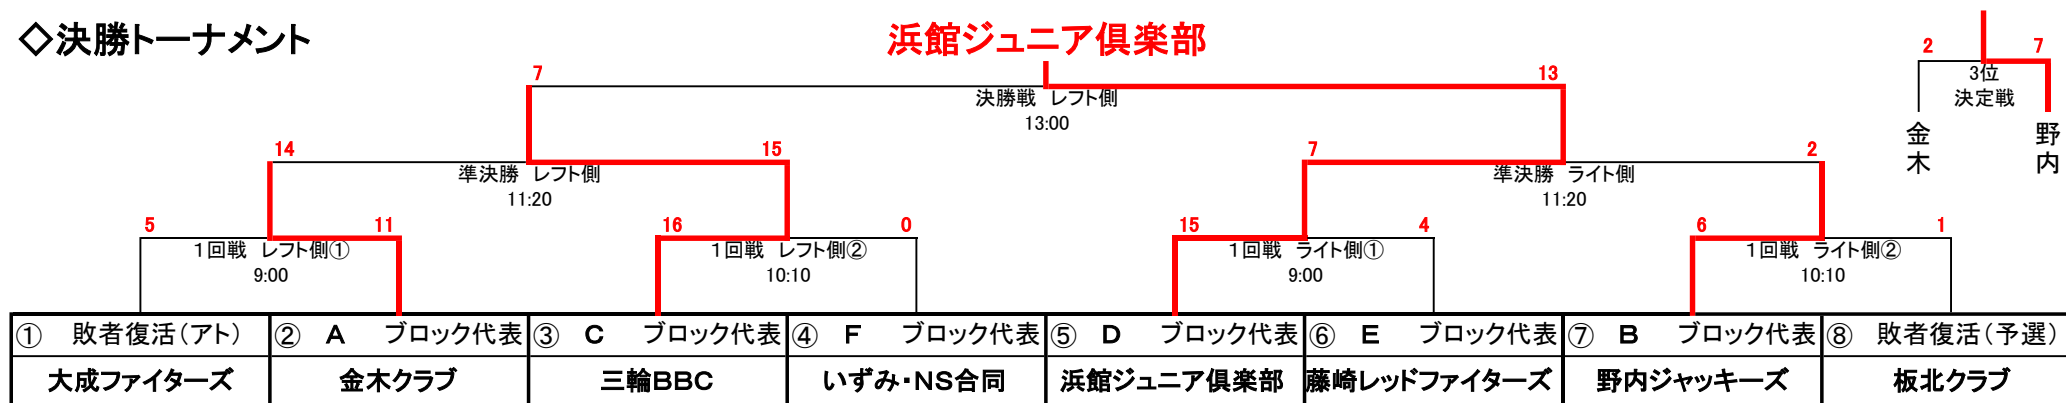 ◇決勝トーナメント
浜館ジュニア倶楽部
2 7
3位
決定戦
金木
野内
7 13
決勝戦 レフト側
13:00
14 15
準決勝 レフト側
11:20
7 2
準決勝 ライト側
11:20
5 11
1回戦 レフト側①
9:00
16 0
1回戦 レフト側②
10:10
15 4
1回戦 ライト側①
9:00
6 1
1回戦 ライト側②
10:10
① 敗者復活(アト) ② A ブロック代表 ③ C ブロック代表 ④ F ブロック代表 ⑤ D ブロック代表 ⑥ E ブロック代表 ⑦ B ブロック代表 ⑧ 敗者復活(予選)
大成ファイターズ 金木クラブ 三輪BBC いずみ・NS合同 浜館ジュニア倶楽部 藤崎レッドファイターズ 野内ジャッキーズ 板北クラブ